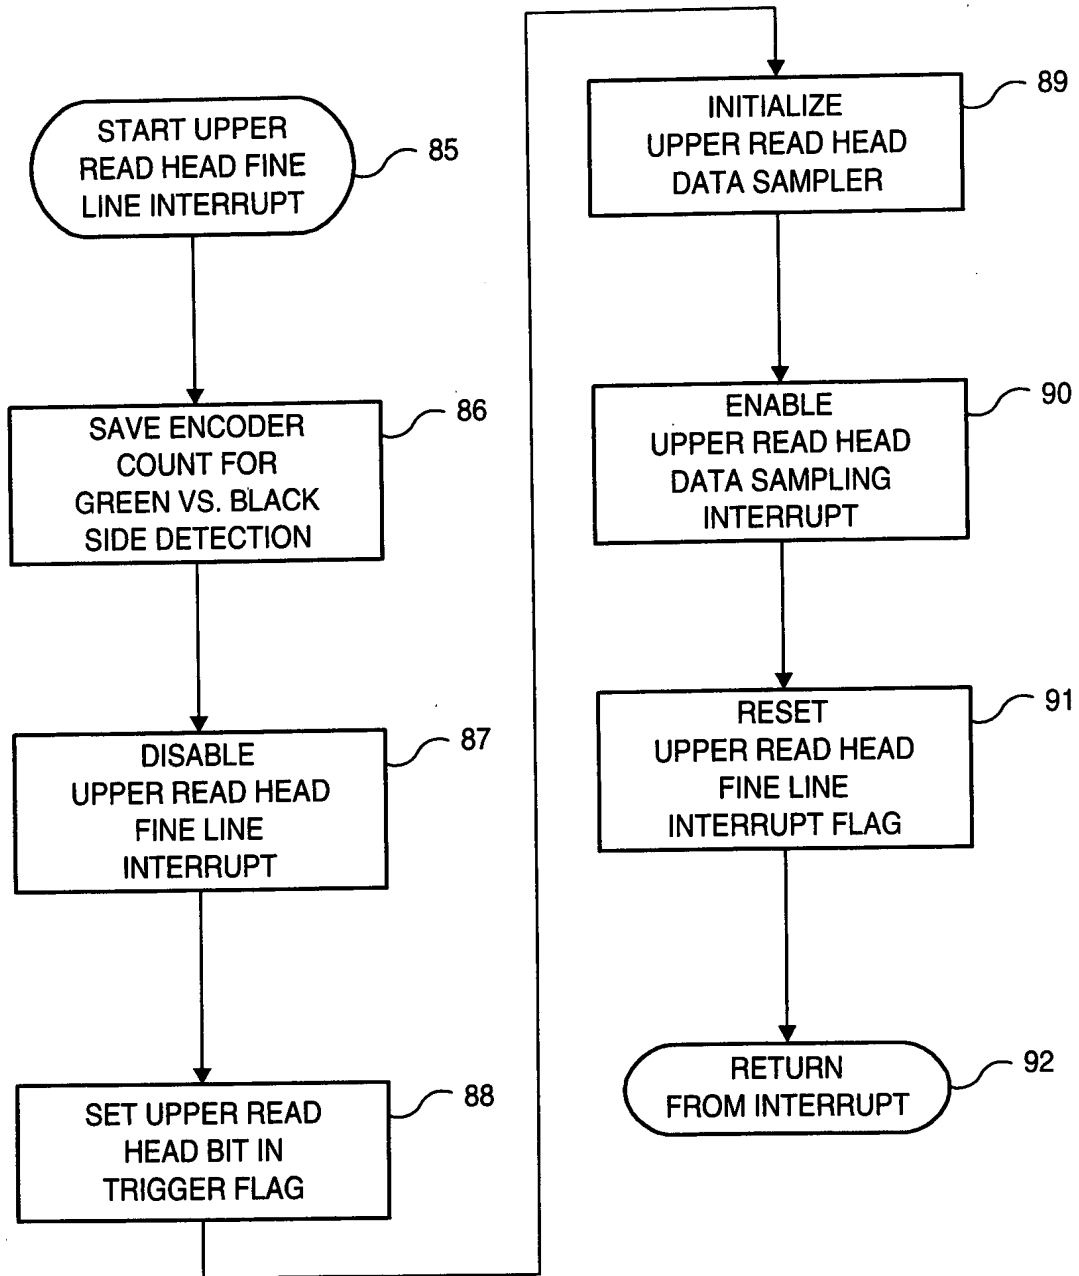 START UPPER
READ HEAD FINE
LINE INTERRUPT
85
SAVE ENCODER
COUNT FOR
GREEN VS. BLACK
SIDE DETECTION
86
DISABLE
UPPER READ HEAD
FINE LINE
INTERRUPT
87
SET UPPER READ
HEAD BIT IN
TRIGGER FLAG
88
INITIALIZE
UPPER READ HEAD
DATA SAMPLER
89
ENABLE
UPPER READ HEAD
DATA SAMPLING
INTERRUPT
90
RESET
UPPER READ HEAD
FINE LINE
INTERRUPT FLAG
91
RETURN
FROM INTERRUPT
92